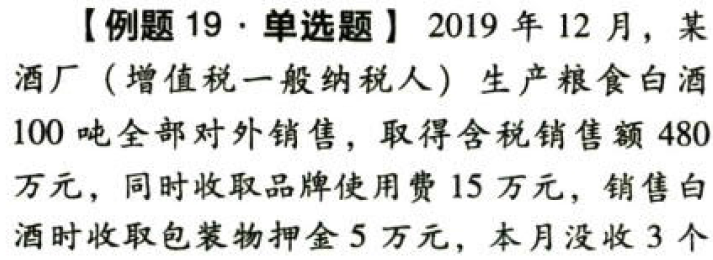 【例题 19 · 单选题】 2019 年 12 月，某
酒厂（增值税一般纳税人）生产粮食白酒
100 吨全部对外销售，取得含税销售额 480
万元，同时收取品牌使用费 15 万元，销售白
酒时收取包装物押金 5 万元，本月没收 3 个